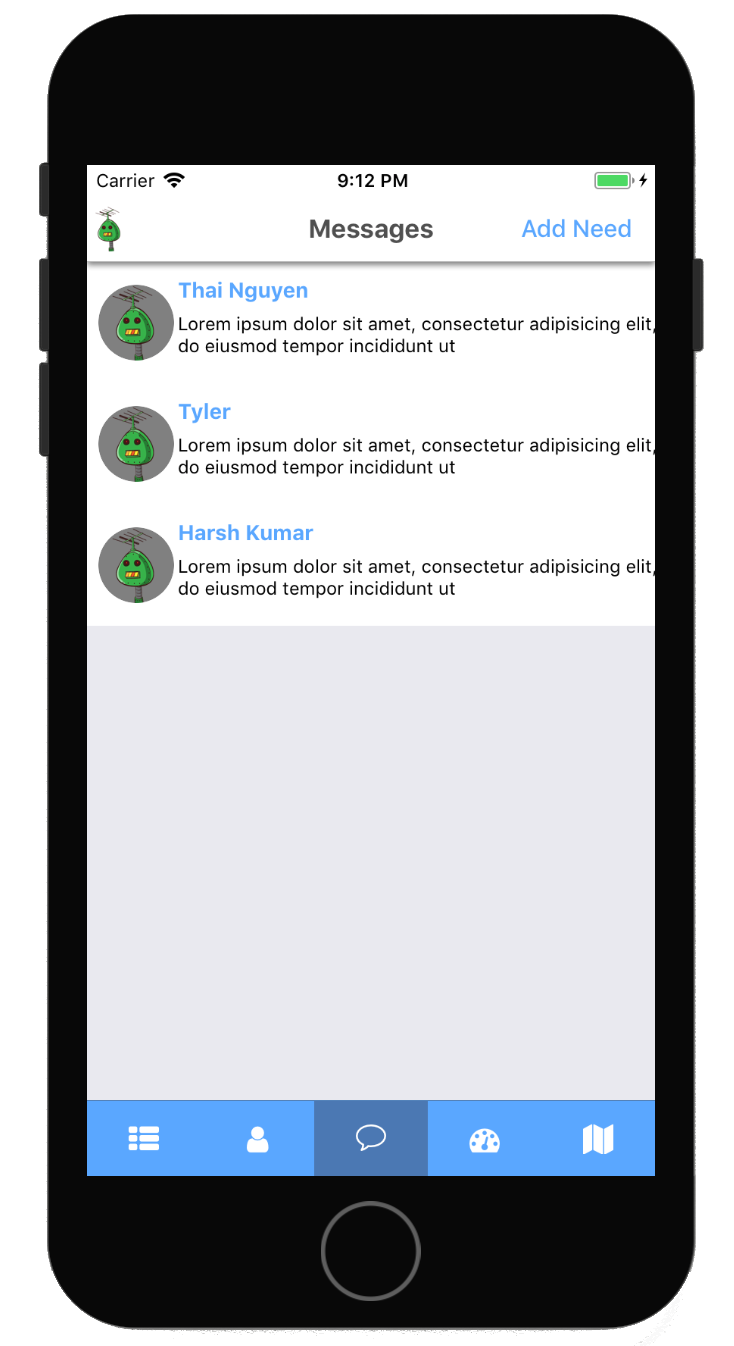 Carrier 9:12 PM
Messages Add Need
Thai Nguyen
Lorem ipsum dolor sit amet, consectetur adipisicing elit,
do eiusmod tempor incididunt ut
Tyler
Lorem ipsum dolor sit amet, consectetur adipisicing elit,
do eiusmod tempor incididunt ut
Harsh Kumar
Lorem ipsum dolor sit amet, consectetur adipisicing elit,
do eiusmod tempor incididunt ut